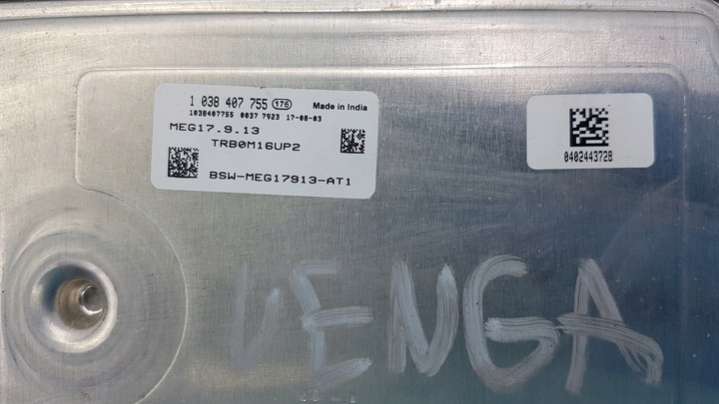 1 038 407 755 176 Made in India
1038407755 0037 7923 17-08-03
MEG17.9.13
TRB0M16UP2
BSW-MEG17913-AT1
0402443728
VENGA